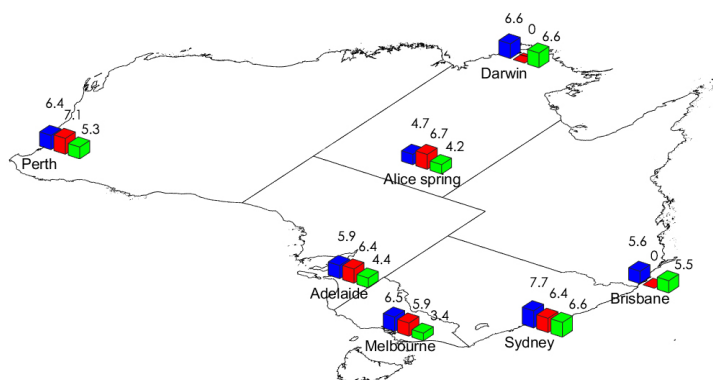 6.6 0 6.6
Darwin
6.4 7.1 5.3
Perth
4.7 6.7 4.2
Alice spring
5.9 6.4 4.4
Adelaide
5.6 0 5.5
Brisbane
6.5 5.9 3.4
Melbourne
7.7 6.4 6.6
Sydney